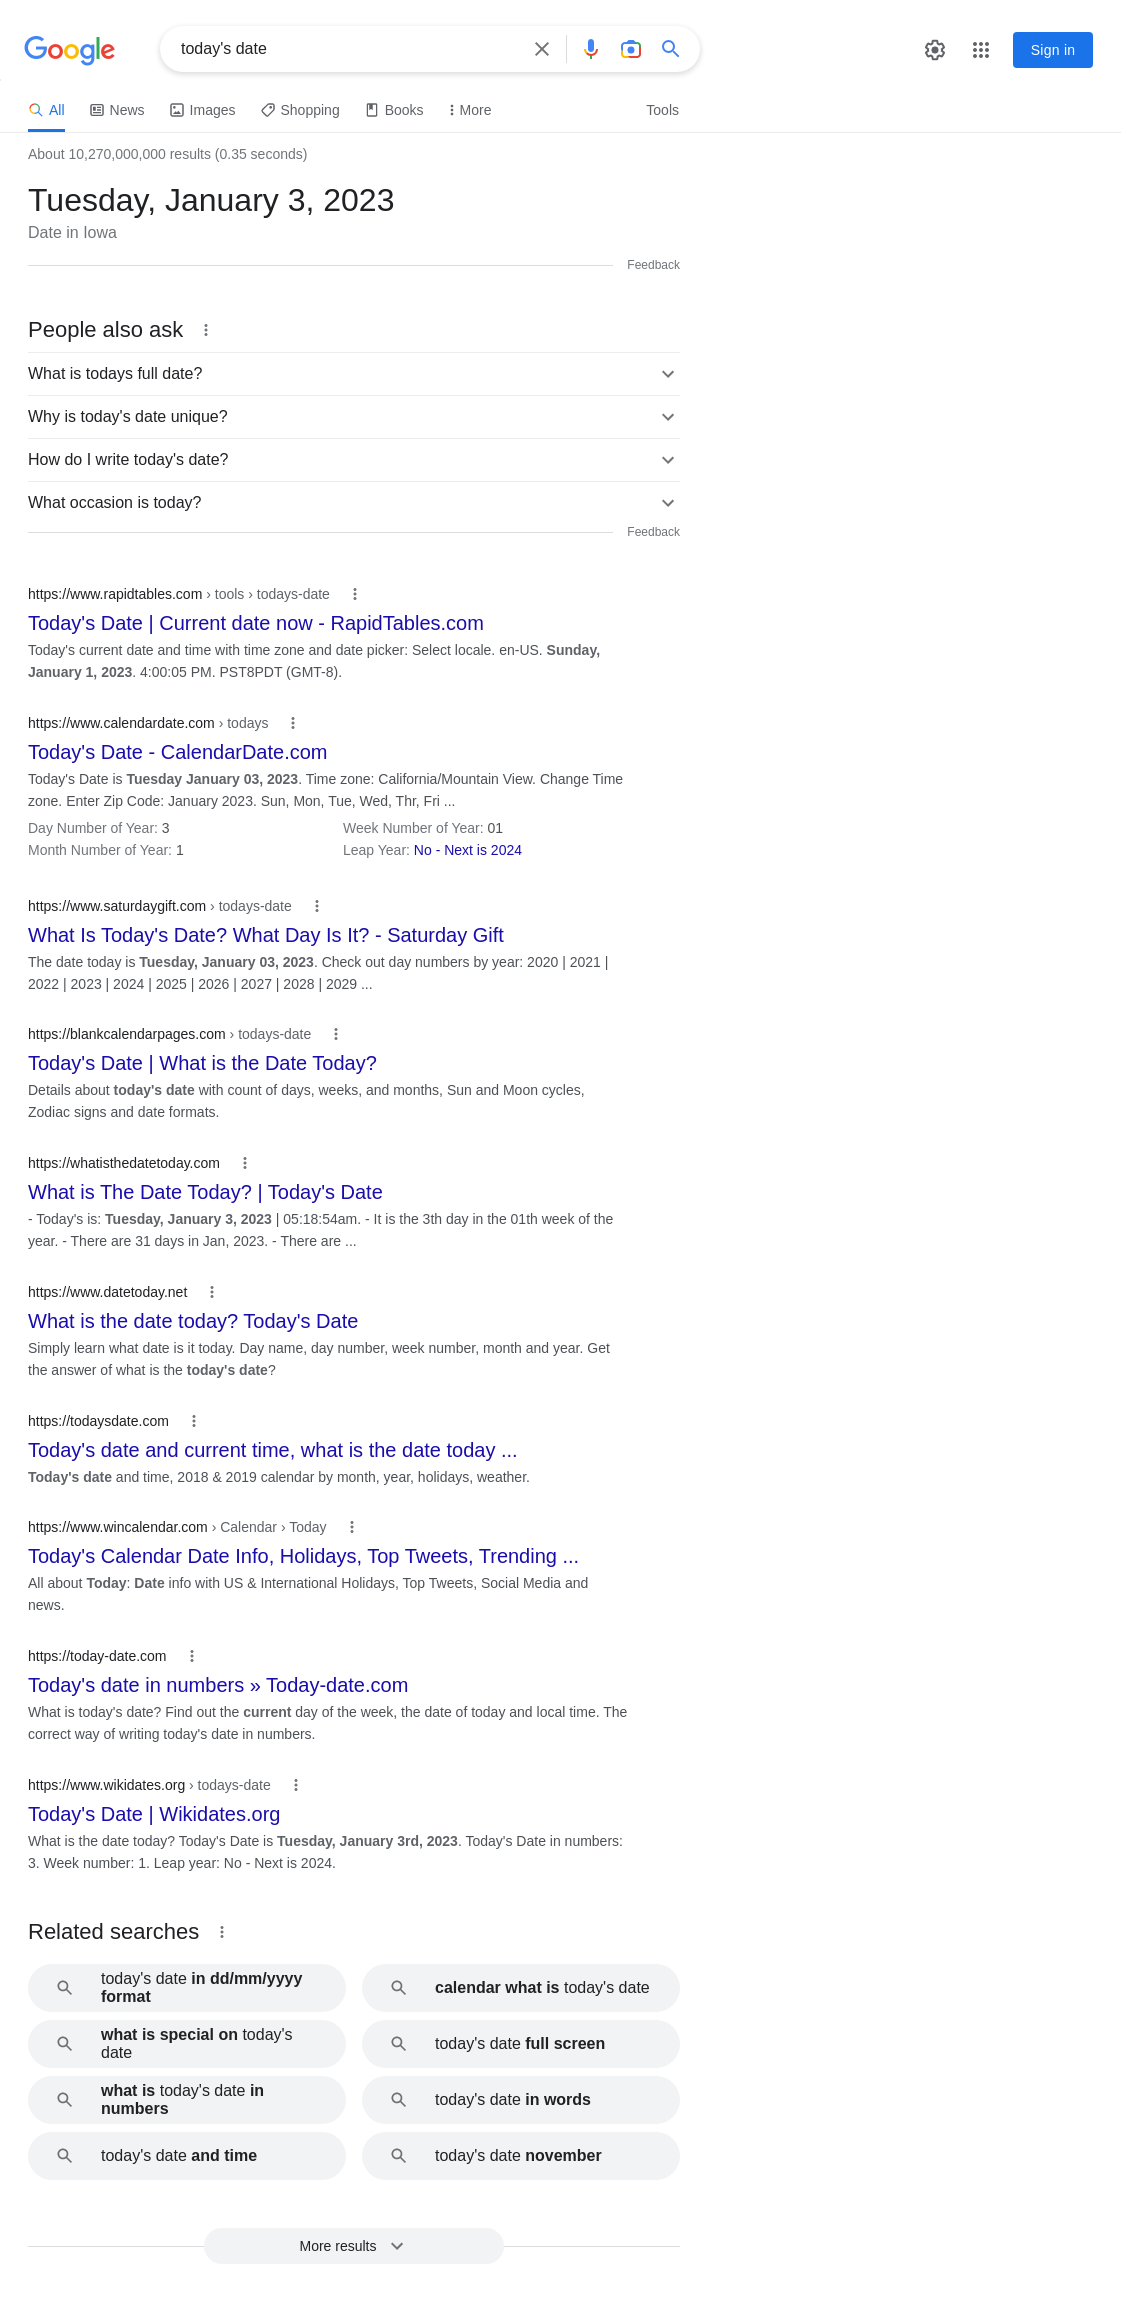 Google
today's date
Sign in
All
News
Images
Shopping
Books
More
Tools
About 10,270,000,000 results (0.35 seconds)
Tuesday, January 3, 2023
Date in Iowa
Feedback
People also ask
What is todays full date?
Why is today's date unique?
How do I write today's date?
What occasion is today?
Feedback
https://www.rapidtables.com › tools › todays-date
Today's Date | Current date now - RapidTables.com
Today's current date and time with time zone and date picker: Select locale. en-US. Sunday,
January 1, 2023. 4:00:05 PM. PST8PDT (GMT-8).
https://www.calendardate.com › todays
Today's Date - CalendarDate.com
Today's Date is Tuesday January 03, 2023. Time zone: California/Mountain View. Change Time
zone. Enter Zip Code: January 2023. Sun, Mon, Tue, Wed, Thr, Fri ...
Day Number of Year: 3
Week Number of Year: 01
Month Number of Year: 1
Leap Year: No - Next is 2024
https://www.saturdaygift.com › todays-date
What Is Today's Date? What Day Is It? - Saturday Gift
The date today is Tuesday, January 03, 2023. Check out day numbers by year: 2020 | 2021 |
2022 | 2023 | 2024 | 2025 | 2026 | 2027 | 2028 | 2029 ...
https://blankcalendarpages.com › todays-date
Today's Date | What is the Date Today?
Details about today's date with count of days, weeks, and months, Sun and Moon cycles,
Zodiac signs and date formats.
https://whatisthedatetoday.com
What is The Date Today? | Today's Date
- Today's is: Tuesday, January 3, 2023 | 05:18:54am. - It is the 3th day in the 01th week of the
year. - There are 31 days in Jan, 2023. - There are ...
https://www.datetoday.net
What is the date today? Today's Date
Simply learn what date is it today. Day name, day number, week number, month and year. Get
the answer of what is the today's date?
https://todaysdate.com
Today's date and current time, what is the date today ...
Today's date and time, 2018 & 2019 calendar by month, year, holidays, weather.
https://www.wincalendar.com › Calendar › Today
Today's Calendar Date Info, Holidays, Top Tweets, Trending ...
All about Today: Date info with US & International Holidays, Top Tweets, Social Media and
news.
https://today-date.com
Today's date in numbers » Today-date.com
What is today's date? Find out the current day of the week, the date of today and local time. The
correct way of writing today's date in numbers.
https://www.wikidates.org › todays-date
Today's Date | Wikidates.org
What is the date today? Today's Date is Tuesday, January 3rd, 2023. Today's Date in numbers:
3. Week number: 1. Leap year: No - Next is 2024.
Related searches
today's date in dd/mm/yyyy
format
calendar what is today's date
what is special on today's
date
today's date full screen
what is today's date in
numbers
today's date in words
today's date and time
today's date november
More results